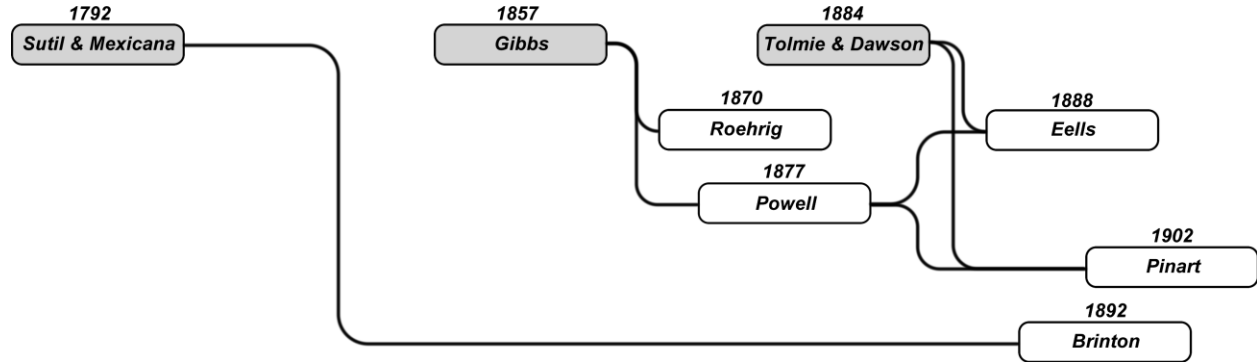 1792
Sutil & Mexicana
1857
Gibbs
1884
Tolmie & Dawson
1870
Roehrig
1888
Eells
1877
Powell
1902
Pinart
1892
Brinton